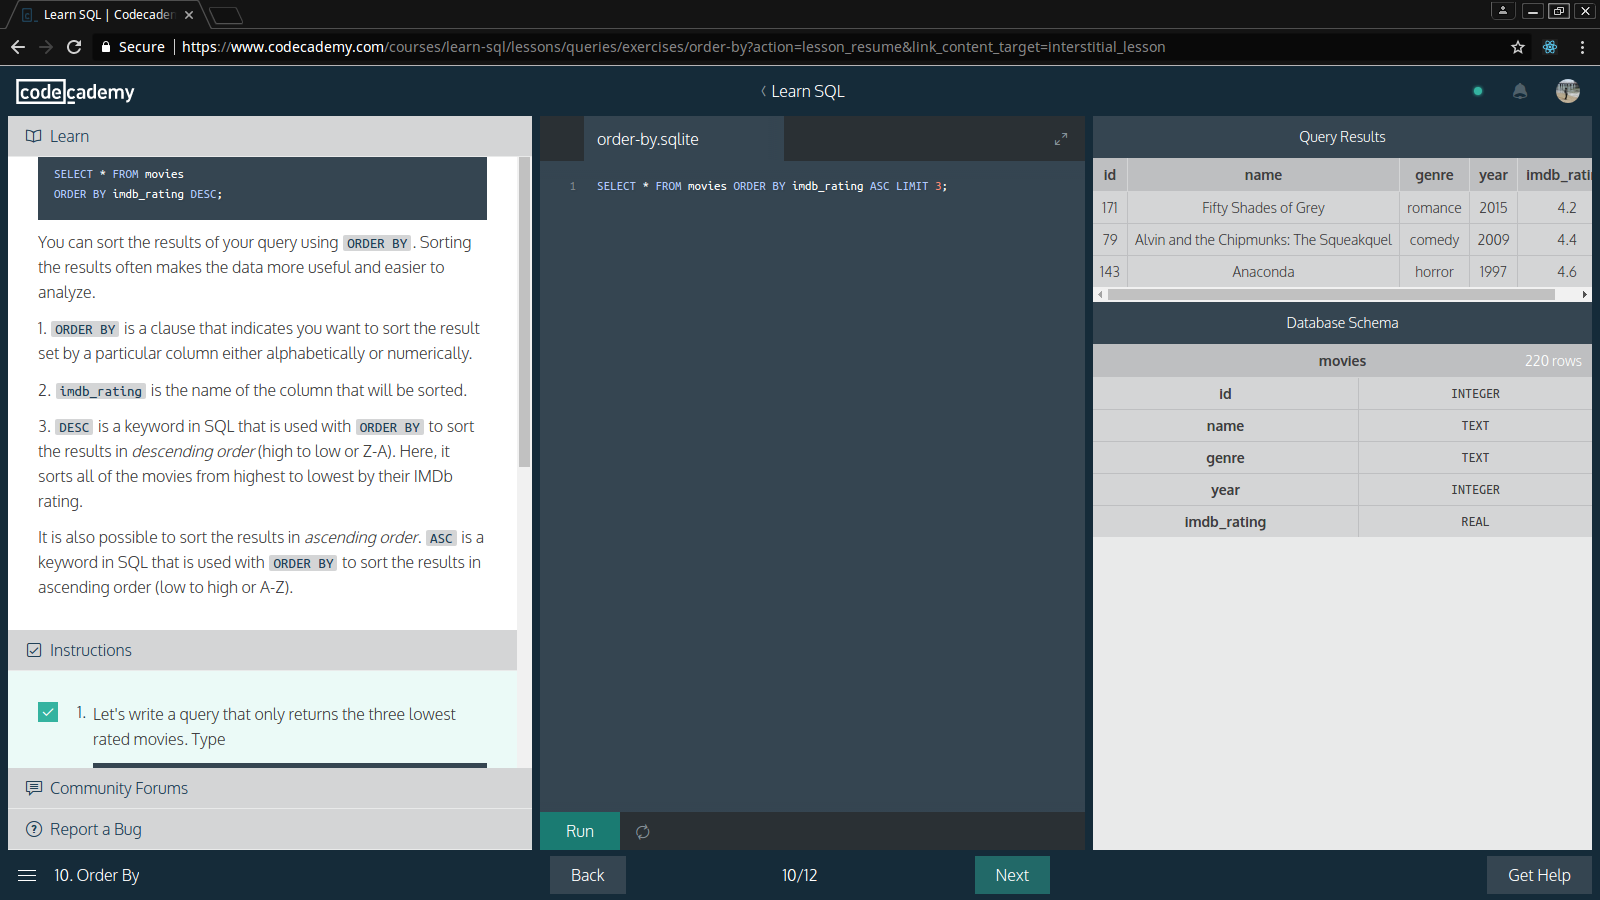 Learn SQL | Codecaden
Secure
https://www.codecademy.com/courses/learn-sql/lessons/queries/exercises/order-by?action=lesson_resume&link_content_target=interstitial_lesson
codecademy
Learn SQL
Learn
SELECT * FROM movies
ORDER BY imdb_rating DESC;
You can sort the results of your query using ORDER BY. Sorting
the results often makes the data more useful and easier to
analyze.
1. ORDER BY is a clause that indicates you want to sort the result
set by a particular column either alphabetically or numerically.
2. imdb_rating is the name of the column that will be sorted.
3. DESC is a keyword in SQL that is used with ORDER BY to sort
the results in descending order (high to low or Z-A). Here, it
sorts all of the movies from highest to lowest by their IMDb
rating.
It is also possible to sort the results in ascending order. ASC is a
keyword in SQL that is used with ORDER BY to sort the results in
ascending order (low to high or A-Z).
Instructions
1. Let's write a query that only returns the three lowest
rated movies. Type
Community Forums
Report a Bug
order-by.sqlite
1 SELECT * FROM movies ORDER BY imdb_rating ASC LIMIT 3;
Run
Query Results
id name genre year imdb_rati
171 Fifty Shades of Grey romance 2015 4.2
79 Alvin and the Chipmunks: The Squeakquel comedy 2009 4.4
143 Anaconda horror 1997 4.6
Database Schema
movies 220 rows
id INTEGER
name TEXT
genre TEXT
year INTEGER
imdb_rating REAL
10. Order By
Back
10/12
Next
Get Help